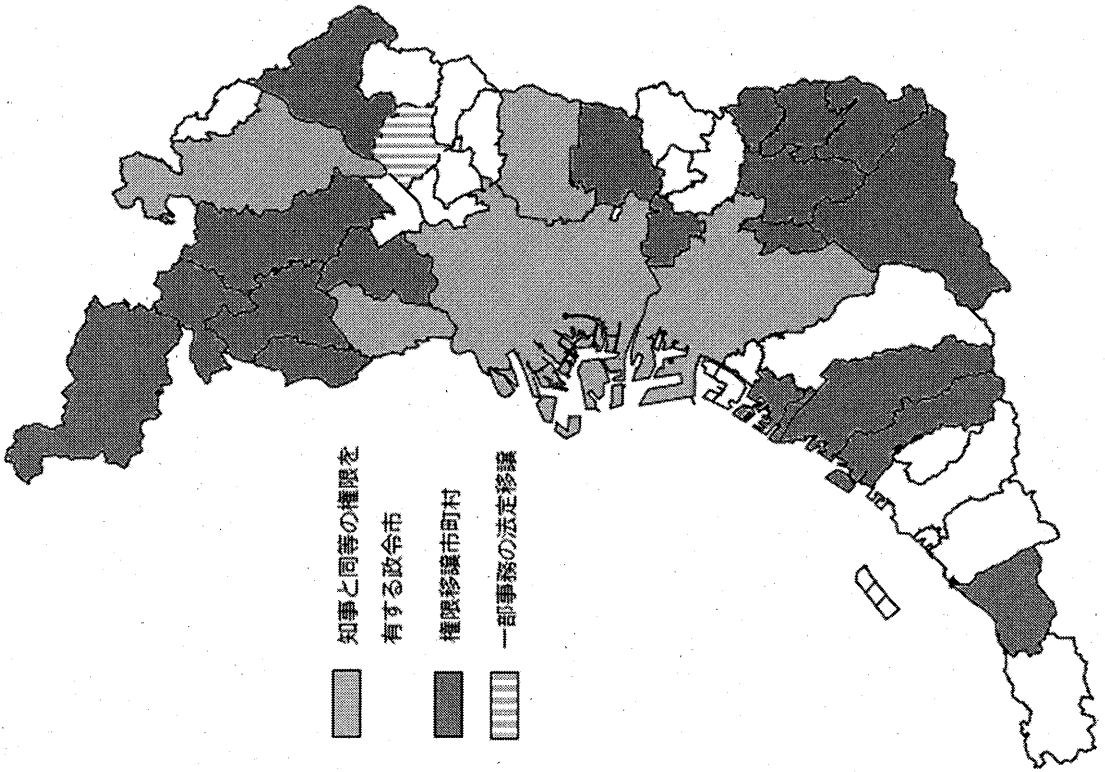 知事と同等の権限を
有する政令市
権限移譲市町村
一部事務の法定移譲